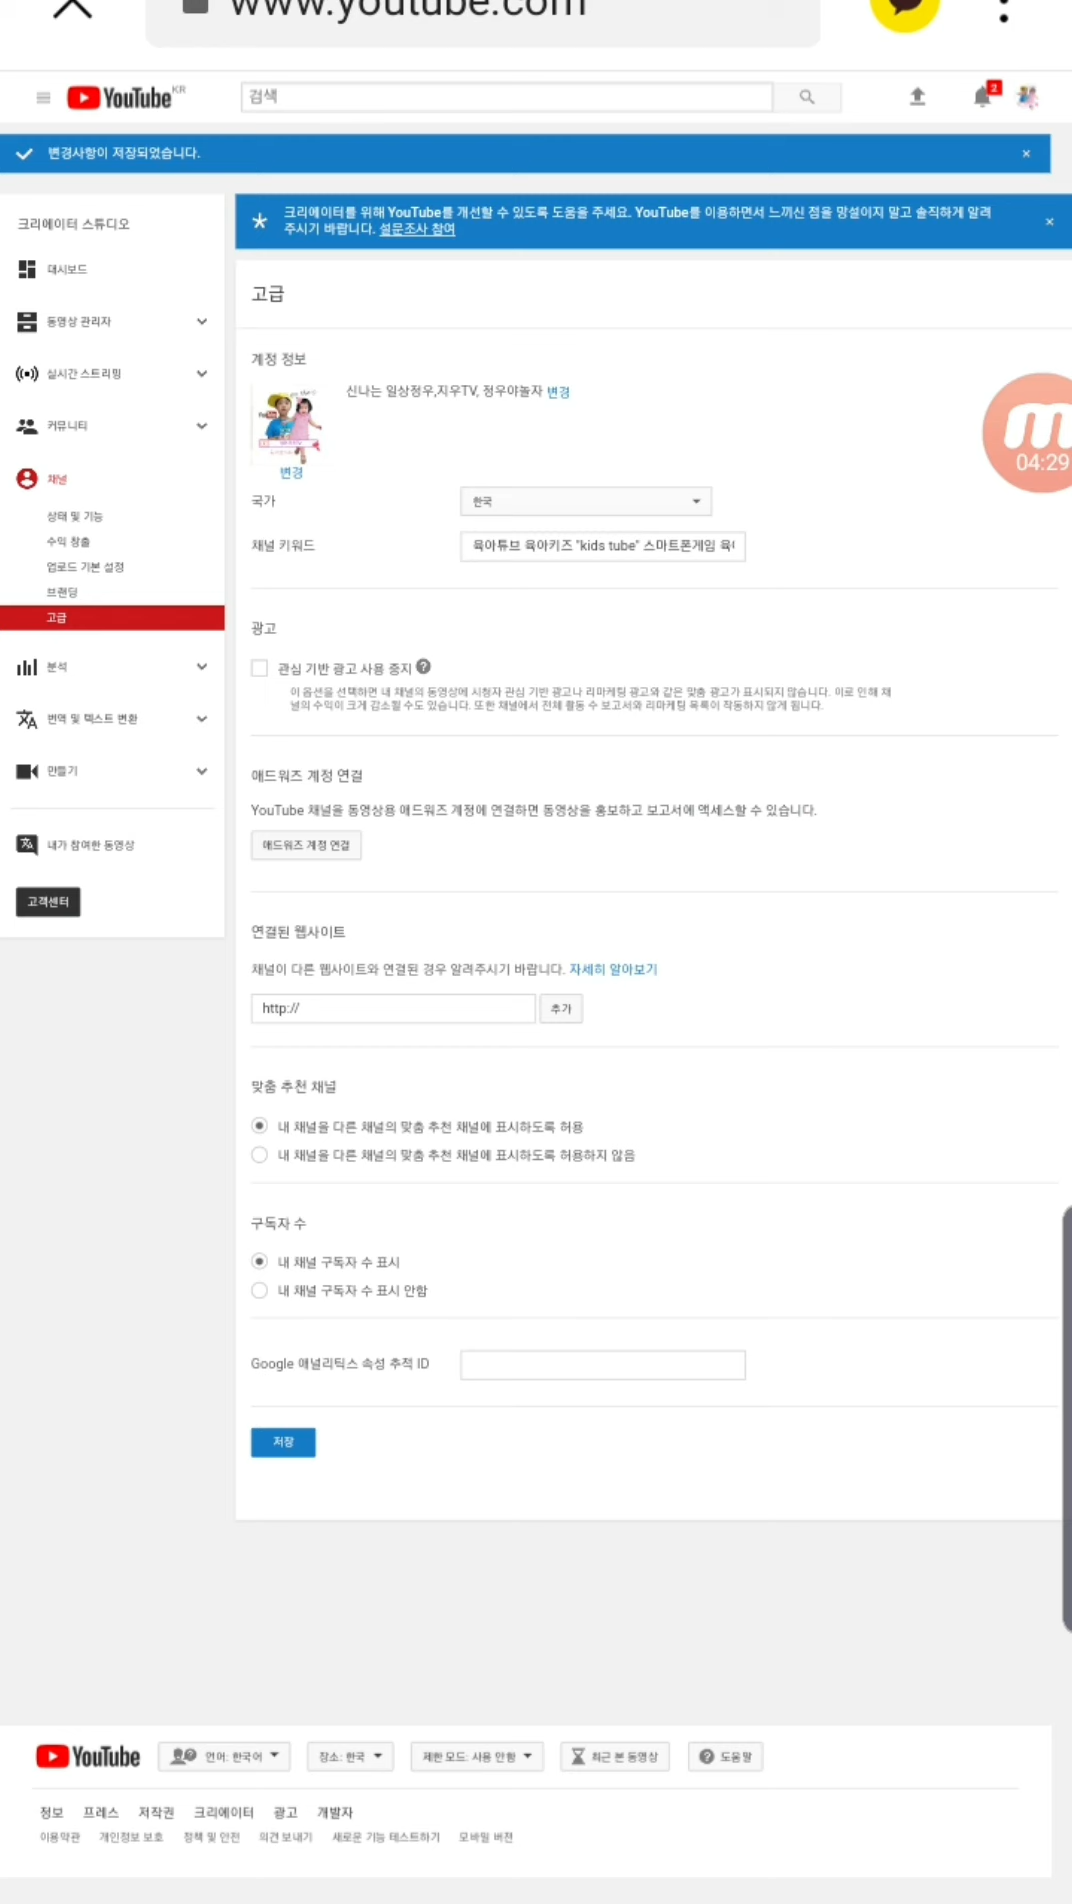 www.youtube.com
YouTube KR
검색
2
변경사항이 저장되었습니다.
크리에이터를 위해 YouTube를 개선할 수 있도록 도움을 주세요. YouTube를 이용하면서 느끼신 점을 망설이지 말고 솔직하게 알려
주시기 바랍니다. 설문조사 참여
크리에이터 스튜디오
대시보드
동영상 관리자
실시간 스트리밍
커뮤니티
채널
상태 및 기능
수익 창출
업로드 기본 설정
브랜딩
고급
분석
번역 및 텍스트 변환
만들기
내가 참여한 동영상
고객센터
고급
계정 정보
신나는 일상정우,지우TV, 정우야놀자 변경
변경
04:29
국가
한국
채널 키워드
육아튜브 육아키즈 "kids tube" 스마트폰게임
광고
관심 기반 광고 사용 중지
이 옵션을 선택하면 내 채널의 동영상에 시청자 관심 기반 광고나 리마케팅 광고와 같은 맞춤 광고가 표시되지 않습니다. 이로 인해 채
널의 수익이 크게 감소될 수도 있습니다. 또한 채널에서 전체 활동 수 보고서와 리마케팅 목록이 작동하지 않게 됩니다.
애드워즈 계정 연결
YouTube 채널을 동영상용 애드워즈 계정에 연결하면 동영상을 홍보하고 보고서에 액세스할 수 있습니다.
애드워즈 계정 연결
연결된 웹사이트
채널이 다른 웹사이트와 연결된 경우 알려주시기 바랍니다. 자세히 알아보기
http://
추가
맞춤 추천 채널
내 채널을 다른 채널의 맞춤 추천 채널에 표시하도록 허용
내 채널을 다른 채널의 맞춤 추천 채널에 표시하도록 허용하지 않음
구독자 수
내 채널 구독자 수 표시
내 채널 구독자 수 표시 안함
Google 애널리틱스 속성 추적 ID
저장
YouTube
언어: 한국어
장소: 한국
제한 모드: 사용 안함
최근 본 동영상
도움말
정보 프레스 저작권 크리에이터 광고 개발자
이용약관 개인정보 보호 정책 및 안전 의견 보내기 새로운 기능 테스트하기 모바일 버전